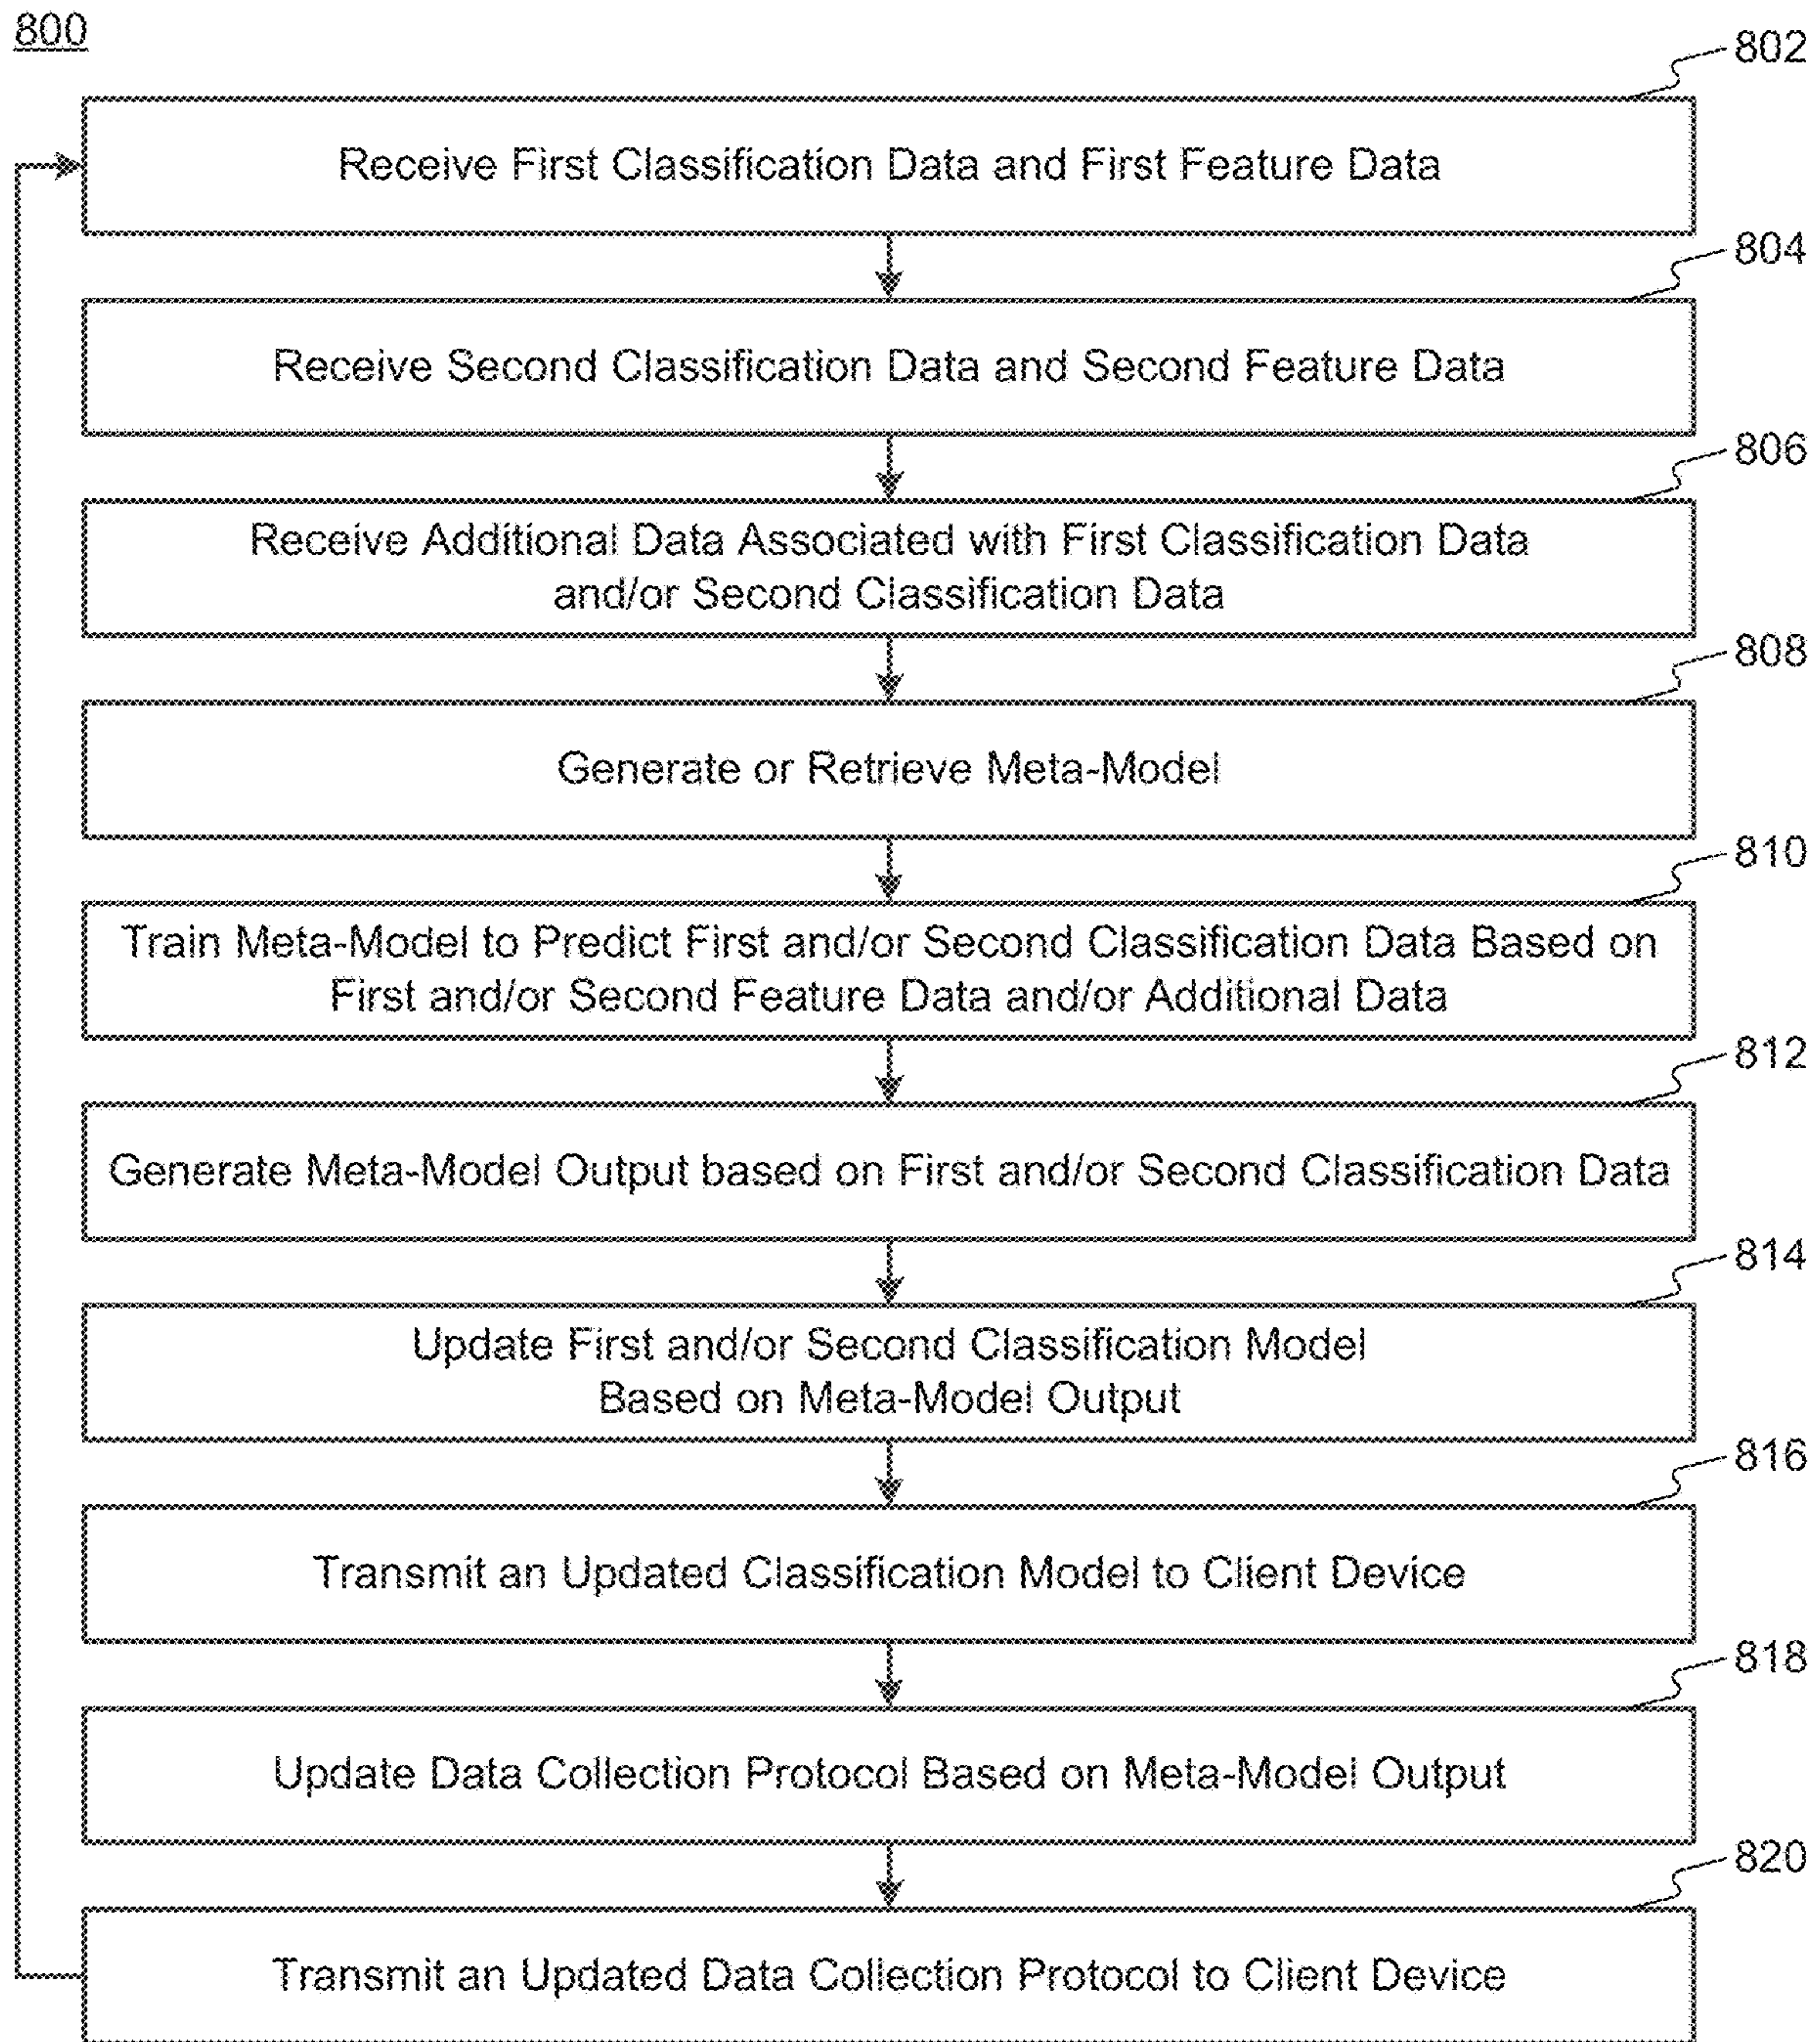 800
802
Receive First Classification Data and First Feature Data
804
Receive Second Classification Data and Second Feature Data
806
Receive Additional Data Associated with First Classification Data
and/or Second Classification Data
808
Generate or Retrieve Meta-Model
810
Train Meta-Model to Predict First and/or Second Classification Data Based on
First and/or Second Feature Data and/or Additional Data
812
Generate Meta-Model Output based on First and/or Second Classification Data
814
Update First and/or Second Classification Model
Based on Meta-Model Output
816
Transmit an Updated Classification Model to Client Device
818
Update Data Collection Protocol Based on Meta-Model Output
820
Transmit an Updated Data Collection Protocol to Client Device